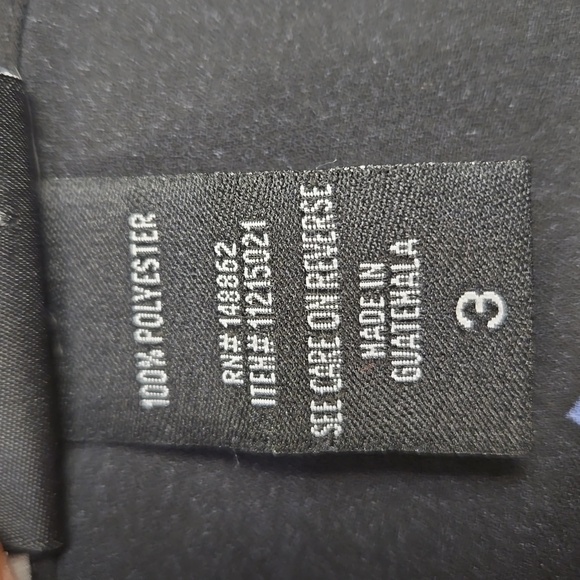 100% POLYESTER
RN# 148862
ITEM# 11215021
SEE CARE ON REVERSE
MADE IN
GUATEMALA
3